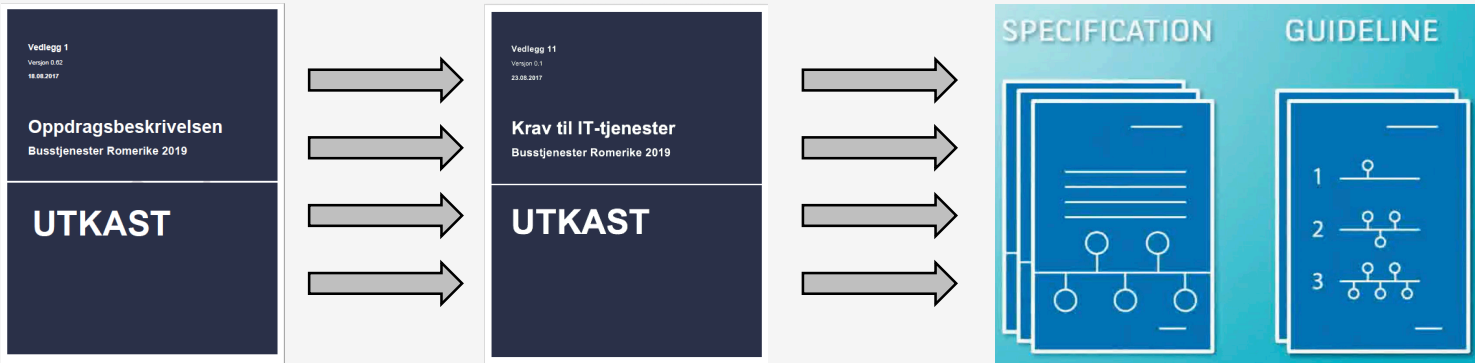 Vedlegg 1
Versjon 0.62
18.08.2017
Oppdragsbeskrivelsen
Busstjenester Romerike 2019
UTKAST
Vedlegg 11
Versjon 0.1
23.08.2017
Krav til IT-tjenester
Busstjenester Romerike 2019
UTKAST
SPECIFICATION
GUIDELINE
1
2
3